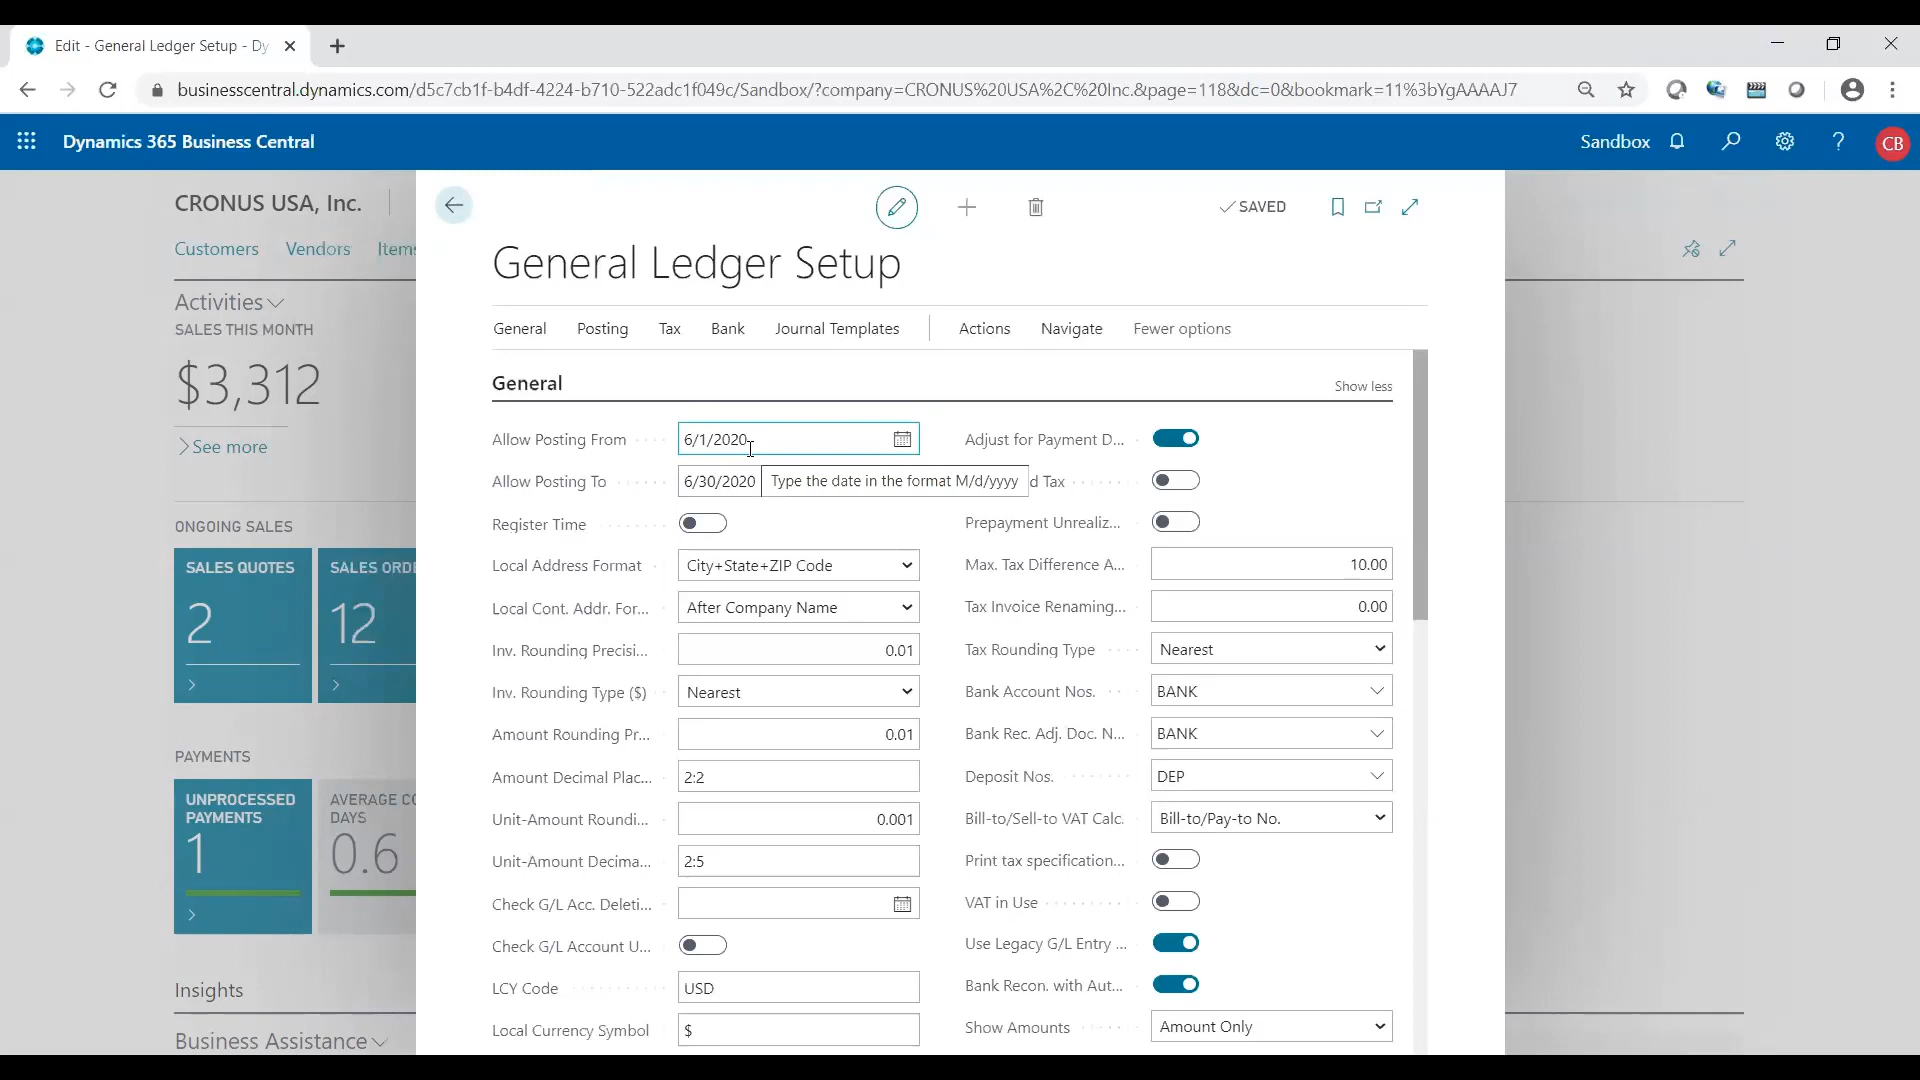 Edit - General Ledger Setup - Dy
businesscentral.dynamics.com/d5c7cb1f-b4df-4224-b710-522adc1f049c/Sandbox/?company=CRONUS%20USA%2C%20Inc.&page=118&dc=0&bookmark=11%3bYgAAAAJ7
Dynamics 365 Business Central
Sandbox
?
CB
CRONUS USA, Inc.
Customers Vendors Items
Activities
SALES THIS MONTH
$3,312
See more
ONGOING SALES
SALES QUOTES
2
SALES ORDE
12
PAYMENTS
UNPROCESSED
PAYMENTS
1
AVERAGE CO
DAYS
0.6
Insights
Business Assistance
SAVED
General Ledger Setup
General Posting Tax Bank Journal Templates Actions Navigate Fewer options
General
Show less
Allow Posting From 6/1/2020
Allow Posting To 6/30/2020
Type the date in the format M/d/yyyy
Register Time
Local Address Format City+State+ZIP Code
Local Cont. Addr. For... After Company Name
Inv. Rounding Precisi... 0.01
Inv. Rounding Type ($) Nearest
Amount Rounding Pr... 0.01
Amount Decimal Plac... 2:2
Unit-Amount Roundi... 0.001
Unit-Amount Decima... 2:5
Check G/L Acc. Deleti...
Check G/L Account U...
LCY Code USD
Local Currency Symbol $
Adjust for Payment D...
d Tax
Prepayment Unrealiz...
Max. Tax Difference A... 10.00
Tax Invoice Renaming... 0.00
Tax Rounding Type Nearest
Bank Account Nos. BANK
Bank Rec. Adj. Doc. N... BANK
Deposit Nos. DEP
Bill-to/Sell-to VAT Calc. Bill-to/Pay-to No.
Print tax specification...
VAT in Use
Use Legacy G/L Entry ...
Bank Recon. with Aut...
Show Amounts Amount Only